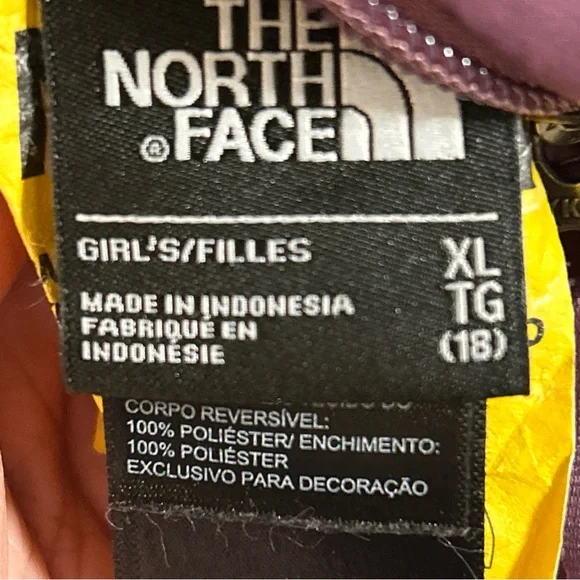 THE
NORTH
® FACE
GIRL'S/FILLES
XL
TG
(18)
MADE IN INDONESIA
FABRIQUÉ EN
INDONÉSIE
CORPO REVERSÍVEL:
100% POLIÉSTER/ ENCHIMENTO:
100% POLIÉSTER
EXCLUSIVO PARA DECORAÇÃO